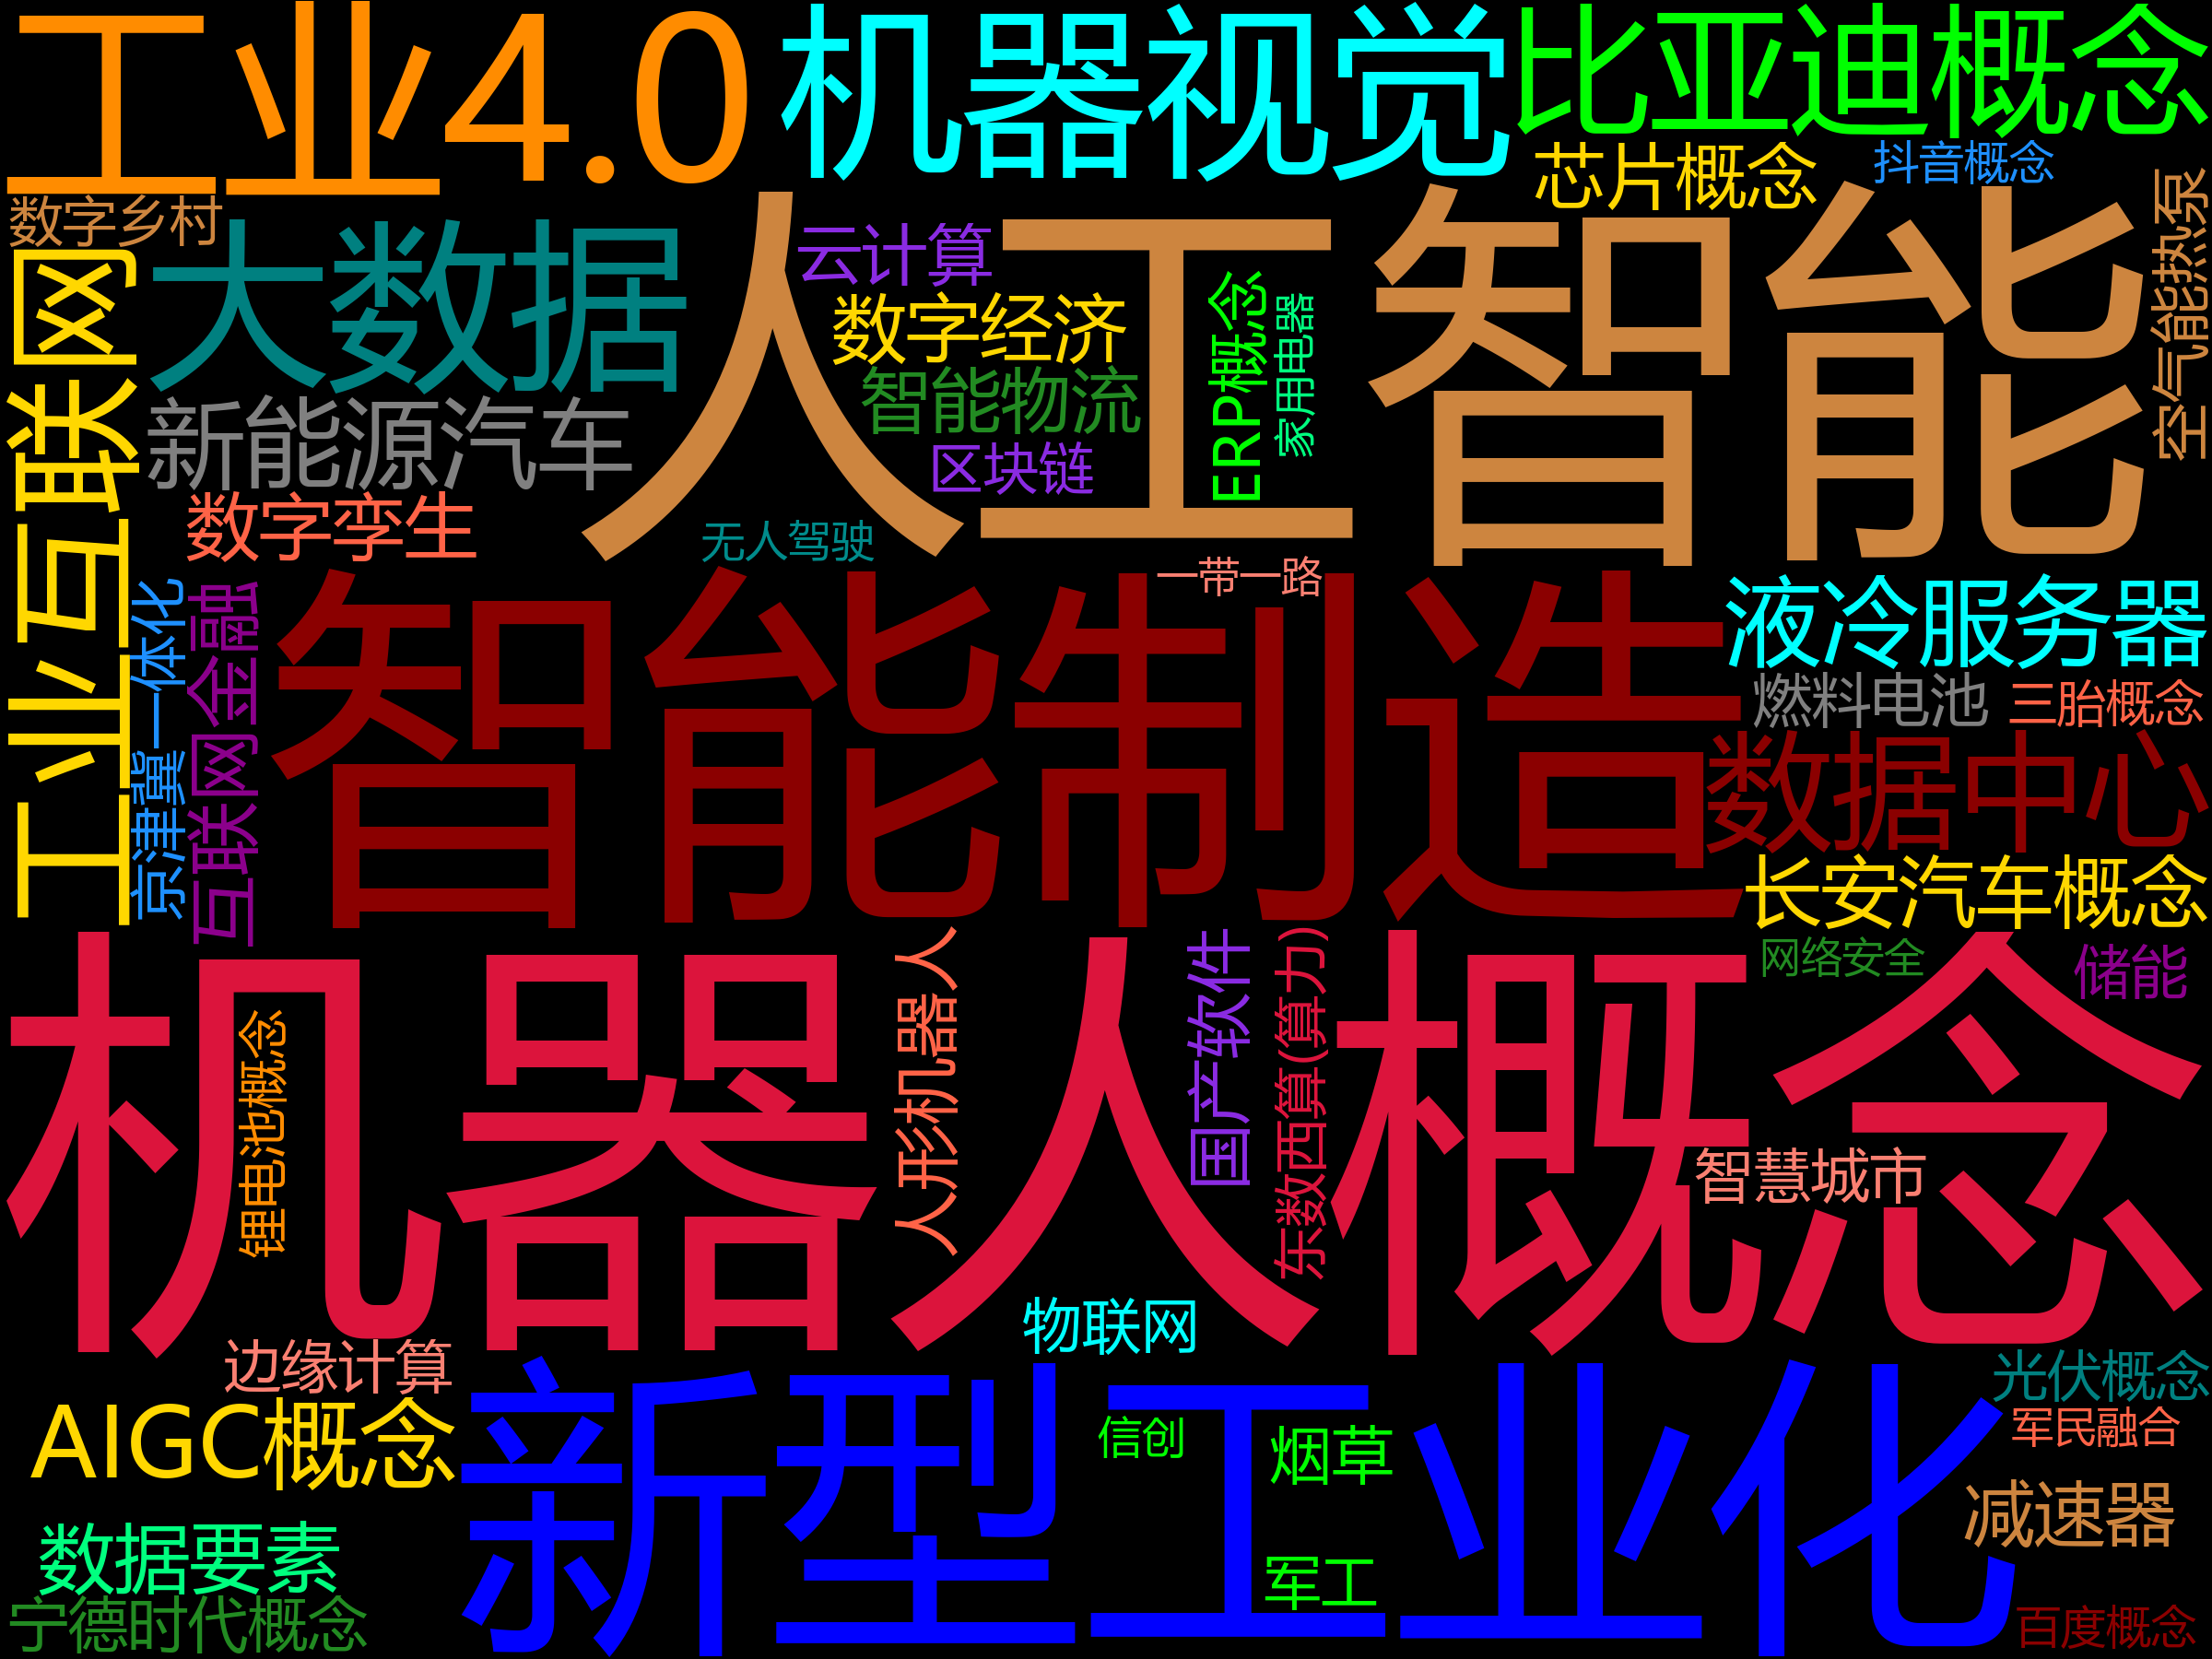 工业4.0
机器视觉
比亚迪概念
芯片概念
抖音概念
数字乡村
大数据
云计算
人工智能
空气能热泵
工业互联网
数字经济
ERP概念
家用电器
智能物流
新能源汽车
区块链
数字孪生
无人驾驶
一带一路
京津冀一体化
互联网金融
智能制造
液冷服务器
燃料电池
三胎概念
数据中心
长安汽车概念
网络安全
储能
机器人概念
锂电池概念
人形机器人
国产软件
东数西算(算力)
智慧城市
物联网
边缘计算
光伏概念
AIGC概念
新型工业化
信创
烟草
军民融合
减速器
数据要素
军工
宁德时代概念
百度概念